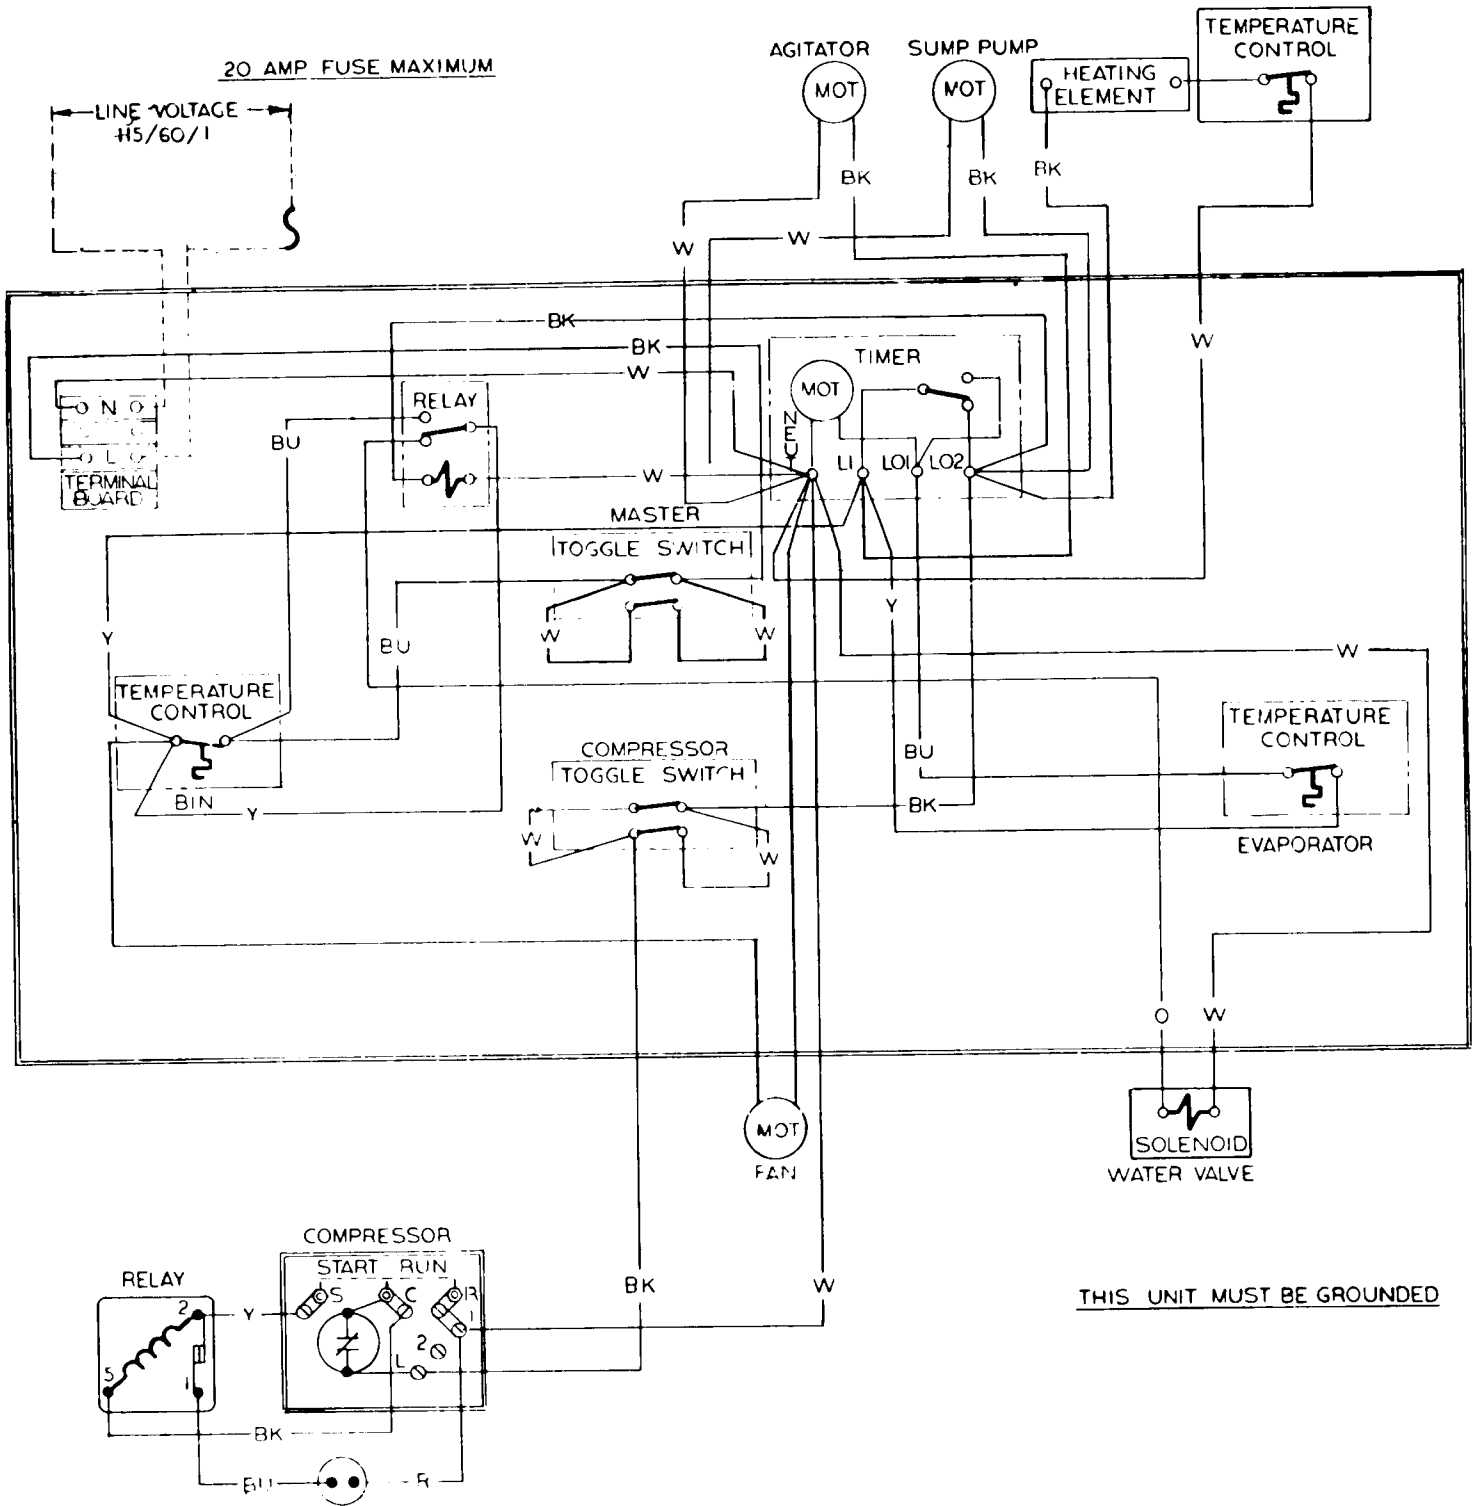 20 AMP FUSE MAXIMUM
LINE VOLTAGE
115/60/1
AGITATOR
MOT
SUMP PUMP
MOT
HEATING
ELEMENT
TEMPERATURE
CONTROL
BK
BK
BK
W
W
W
BK
BK
W
TIMER
MOT
NEU
L1
LO1
LO2
N
L
TERMINAL
BOARD
RELAY
BU
W
MASTER
TOGGLE SWITCH
W
W
Y
BU
Y
W
TEMPERATURE
CONTROL
BIN
Y
COMPRESSOR
TOGGLE SWITCH
W
W
BU
BK
TEMPERATURE
CONTROL
EVAPORATOR
O
W
SOLENOID
WATER VALVE
MOT
FAN
BK
W
THIS UNIT MUST BE GROUNDED
COMPRESSOR
START RUN
S
C
R
1
2
L
RELAY
2
5
1
Y
BK
BU
R